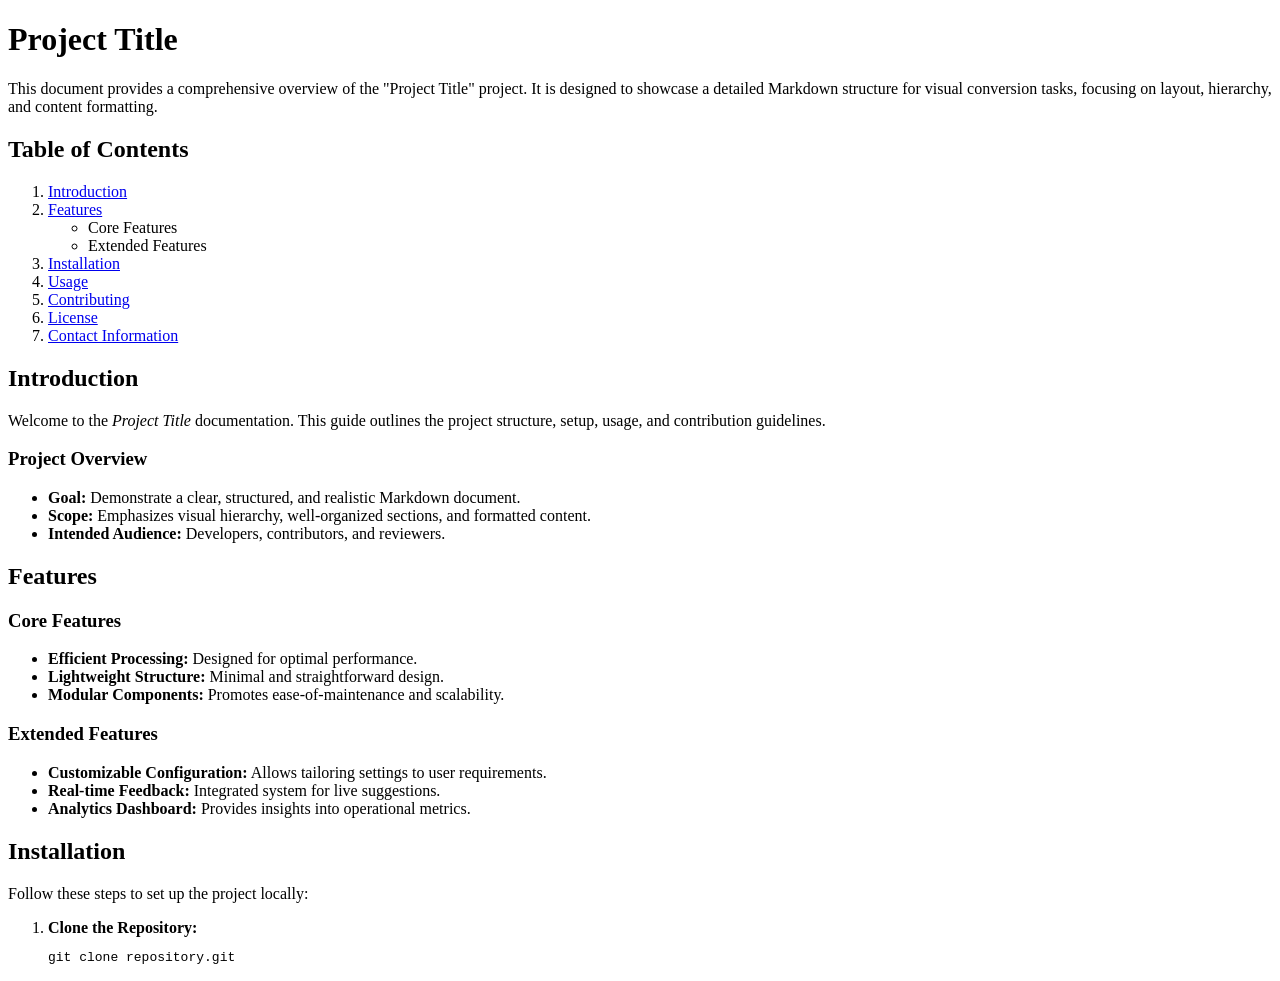 Project Title
This document provides a comprehensive overview of the "Project Title" project. It is designed to showcase a detailed Markdown structure for visual conversion tasks, focusing on layout, hierarchy,
and content formatting.
Table of Contents
1. Introduction
2. Features
Core Features
Extended Features
3. Installation
4. Usage
5. Contributing
6. License
7. Contact Information
Introduction
Welcome to the Project Title documentation. This guide outlines the project structure, setup, usage, and contribution guidelines.
Project Overview
Goal: Demonstrate a clear, structured, and realistic Markdown document.
Scope: Emphasizes visual hierarchy, well-organized sections, and formatted content.
Intended Audience: Developers, contributors, and reviewers.
Features
Core Features
Efficient Processing: Designed for optimal performance.
Lightweight Structure: Minimal and straightforward design.
Modular Components: Promotes ease-of-maintenance and scalability.
Extended Features
Customizable Configuration: Allows tailoring settings to user requirements.
Real-time Feedback: Integrated system for live suggestions.
Analytics Dashboard: Provides insights into operational metrics.
Installation
Follow these steps to set up the project locally:
1. Clone the Repository:
git clone repository.git